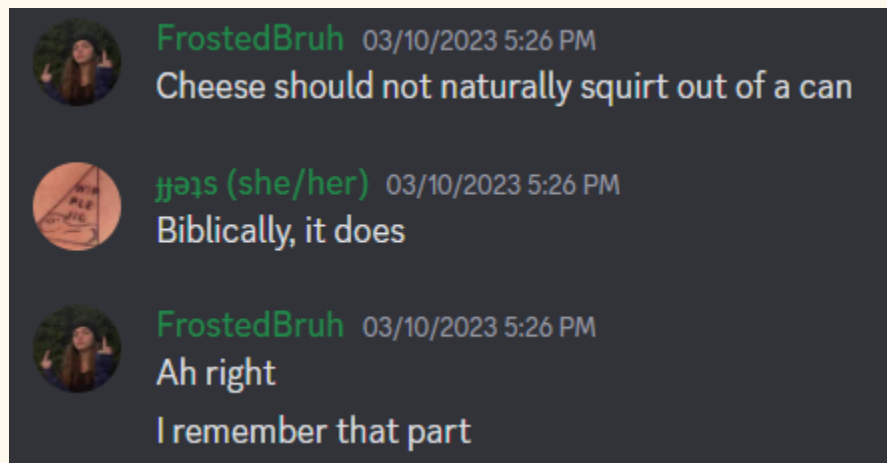 FrostedBruh 03/10/2023 5:26 PM
Cheese should not naturally squirt out of a can
ɟɟǝʇs (she/her) 03/10/2023 5:26 PM
Biblically, it does
FrostedBruh 03/10/2023 5:26 PM
Ah right
I remember that part